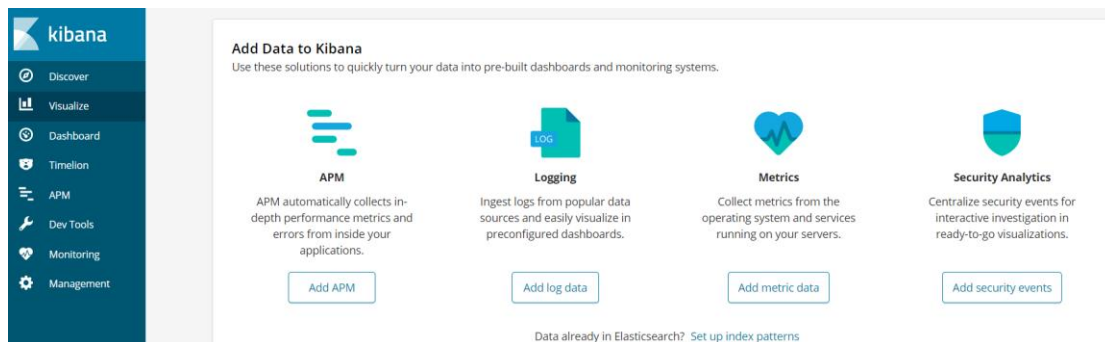 kibana
Discover
Visualize
Dashboard
Timelion
APM
Dev Tools
Monitoring
Management
Add Data to Kibana
Use these solutions to quickly turn your data into pre-built dashboards and monitoring systems.
APM
APM automatically collects in-
depth performance metrics and
errors from inside your
applications.
Add APM
LOG
Logging
Ingest logs from popular data
sources and easily visualize in
preconfigured dashboards.
Add log data
Metrics
Collect metrics from the
operating system and services
running on your servers.
Add metric data
Security Analytics
Centralize security events for
interactive investigation in
ready-to-go visualizations.
Add security events
Data already in Elasticsearch? Set up index patterns